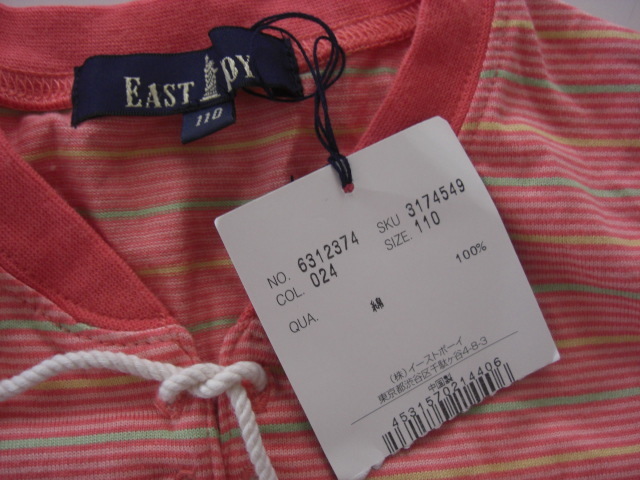 EAST BOY
110
NO. 6312374 SKU 3174549
COL. 024 SIZE. 110
QUA. 綿 100%
(株)イーストボーイ
東京都渋谷区千駄ヶ谷4-8-3
中国製
4531570214406